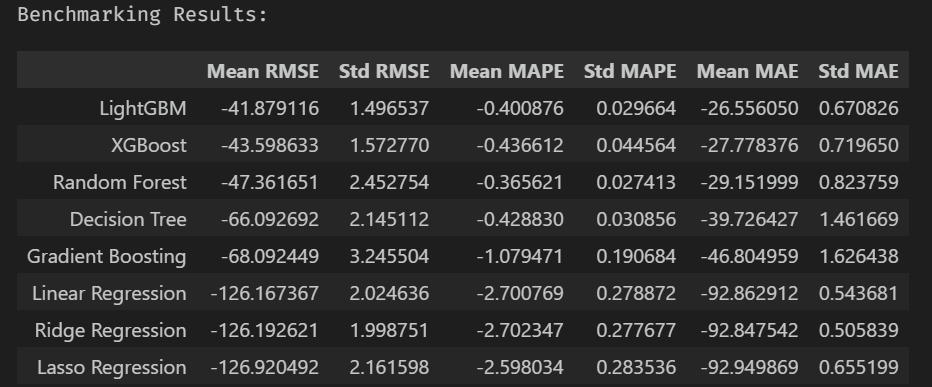 Benchmarking Results:
Mean RMSE Std RMSE Mean MAPE Std MAPE Mean MAE Std MAE
LightGBM -41.879116 1.496537 -0.400876 0.029664 -26.556050 0.670826
XGBoost -43.598633 1.572770 -0.436612 0.044564 -27.778376 0.719650
Random Forest -47.361651 2.452754 -0.365621 0.027413 -29.151999 0.823759
Decision Tree -66.092692 2.145112 -0.428830 0.030856 -39.726427 1.461669
Gradient Boosting -68.092449 3.245504 -1.079471 0.190684 -46.804959 1.626438
Linear Regression -126.167367 2.024636 -2.700769 0.278872 -92.862912 0.543681
Ridge Regression -126.192621 1.998751 -2.702347 0.277677 -92.847542 0.505839
Lasso Regression -126.920492 2.161598 -2.598034 0.283536 -92.949869 0.655199